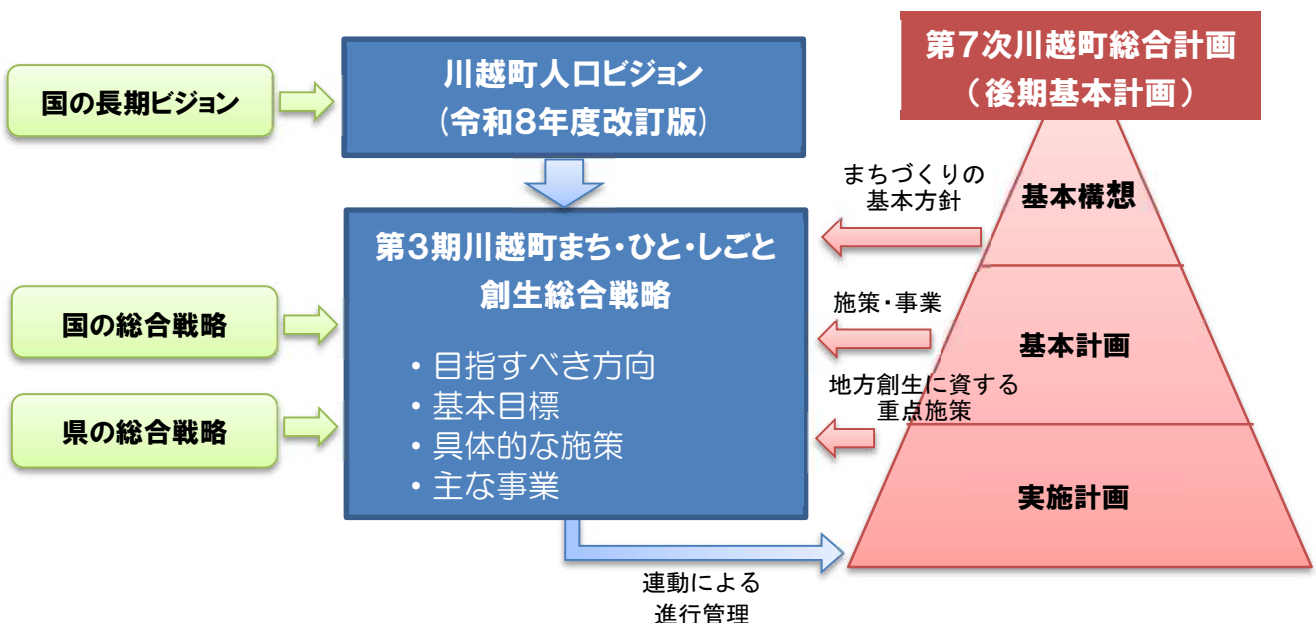 国の長期ビジョン
川越町人口ビジョン
(令和8年度改訂版)
第7次川越町総合計画
(後期基本計画)
まちづくりの
基本方針
基本構想
第3期川越町まち・ひと・しごと
創生総合戦略
・目指すべき方向
・基本目標
・具体的な施策
・主な事業
国の総合戦略
県の総合戦略
施策・事業
基本計画
地方創生に資する
重点施策
実施計画
連動による
進行管理